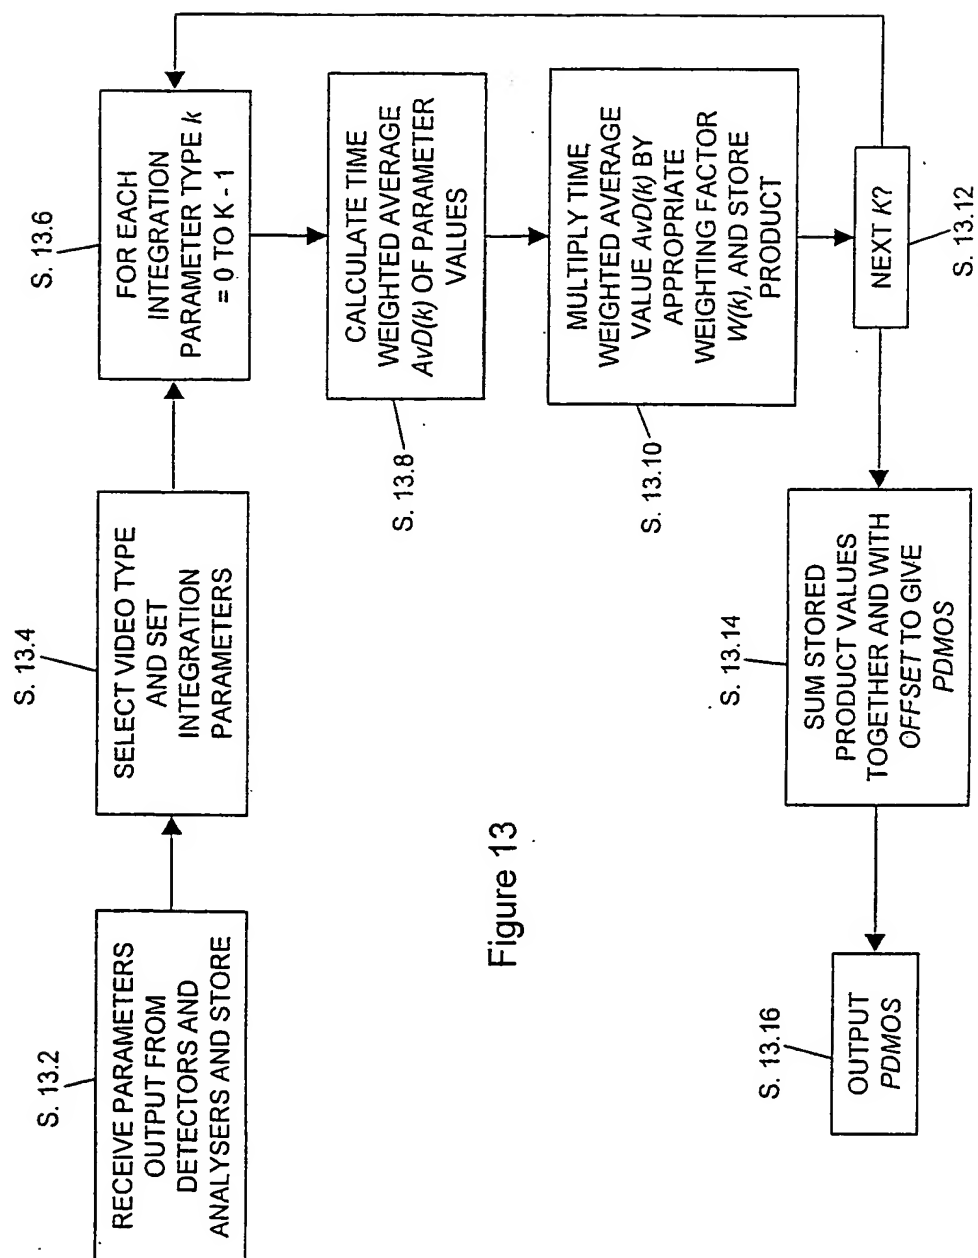 S. 13.2
RECEIVE PARAMETERS
OUTPUT FROM
DETECTORS AND
ANALYSERS AND STORE
S. 13.4
SELECT VIDEO TYPE
AND SET
INTEGRATION
PARAMETERS
S. 13.6
FOR EACH
INTEGRATION
PARAMETER TYPE k
= 0 TO K - 1
S. 13.8
CALCULATE TIME
WEIGHTED AVERAGE
AvD(k) OF PARAMETER
VALUES
S. 13.10
MULTIPLY TIME
WEIGHTED AVERAGE
VALUE AvD(k) BY
APPROPRIATE
WEIGHTING FACTOR
W(k), AND STORE
PRODUCT
NEXT K?
S. 13.12
S. 13.14
SUM STORED
PRODUCT VALUES
TOGETHER AND WITH
OFFSET TO GIVE
PDMOS
S. 13.16
OUTPUT
PDMOS
Figure 13